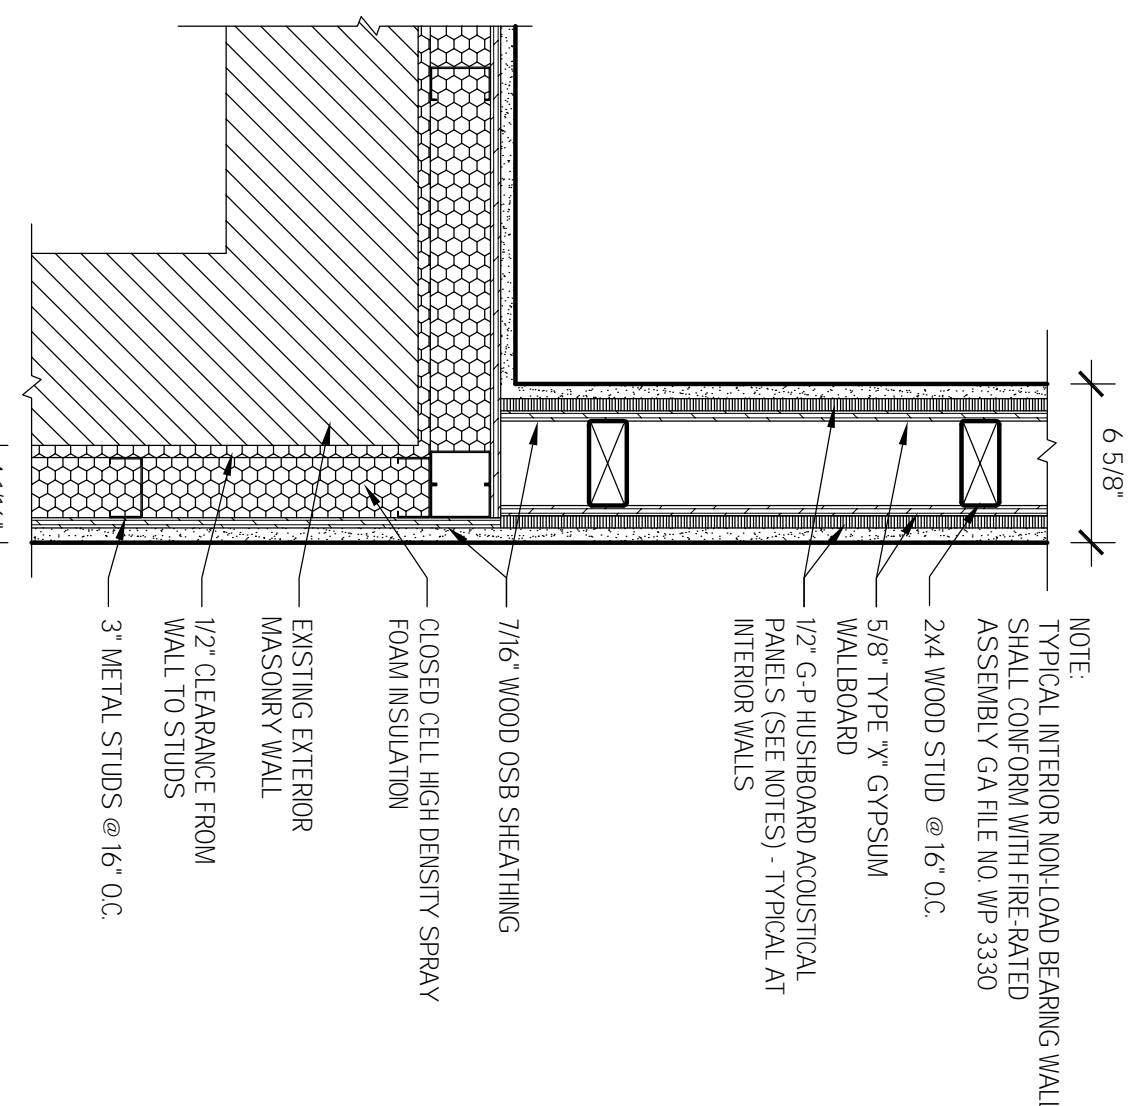 6 5/8"
NOTE:
TYPICAL INTERIOR NON-LOAD BEARING WALL
SHALL CONFORM WITH FIRE-RATED
ASSEMBLY GA FILE NO. WP 3330
2x4 WOOD STUD @ 16" O.C.
5/8" TYPE "X" GYPSUM
WALLBOARD
1/2" G-P HUSHBOARD ACOUSTICAL
PANELS (SEE NOTES) - TYPICAL AT
INTERIOR WALLS
7/16" WOOD OSB SHEATHING
CLOSED CELL HIGH DENSITY SPRAY
FOAM INSULATION
EXISTING EXTERIOR
MASONRY WALL
1/2" CLEARANCE FROM
WALL TO STUDS
3" METAL STUDS @ 16" O.C.